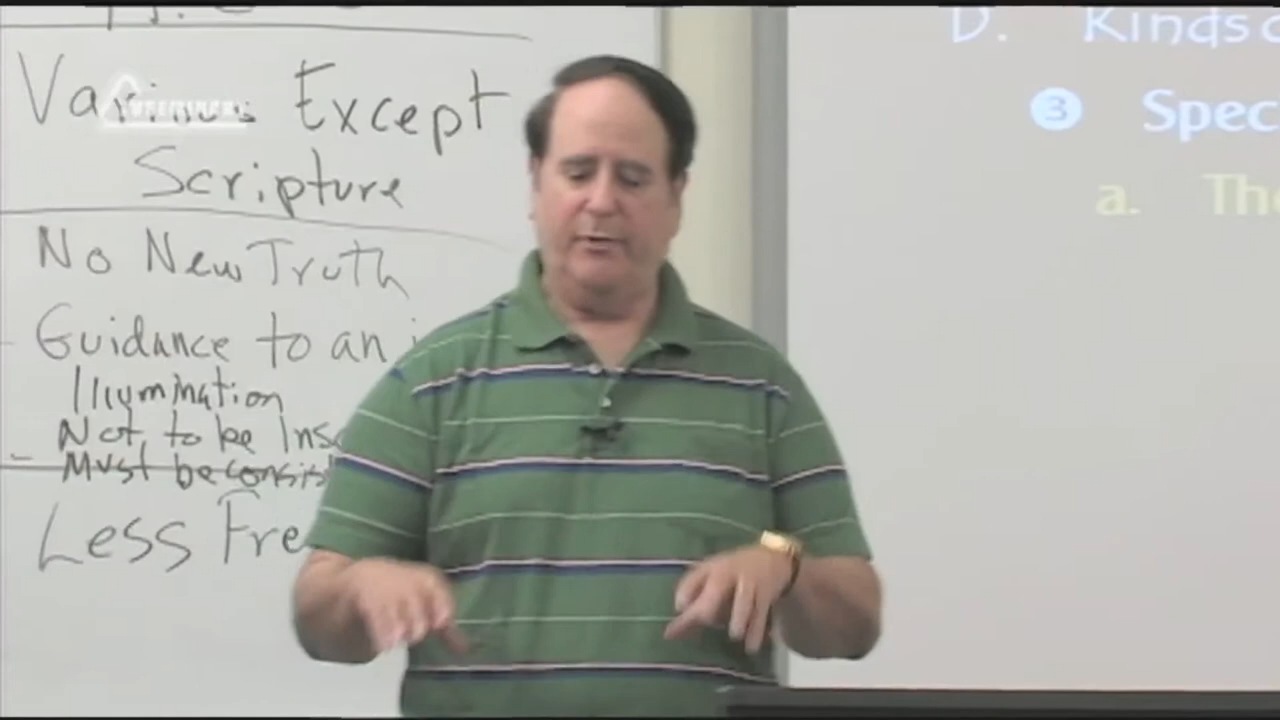 Various Except
Scripture
No New Truth
Guidance to an
Illumination
Not to be Ins
Must be consist
Less Fre
D. Kinds o
3 Spec
a. The